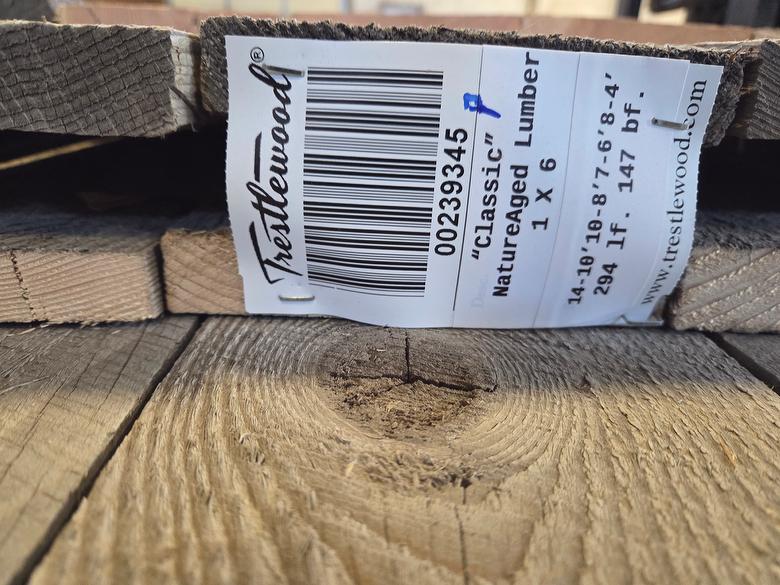 Trestlewood®
00239345
"Classic"
NatureAged Lumber
1 X 6
14-10'10-8'7-6'8-4'
294 lf. 147 bf.
www.trestlewood.com